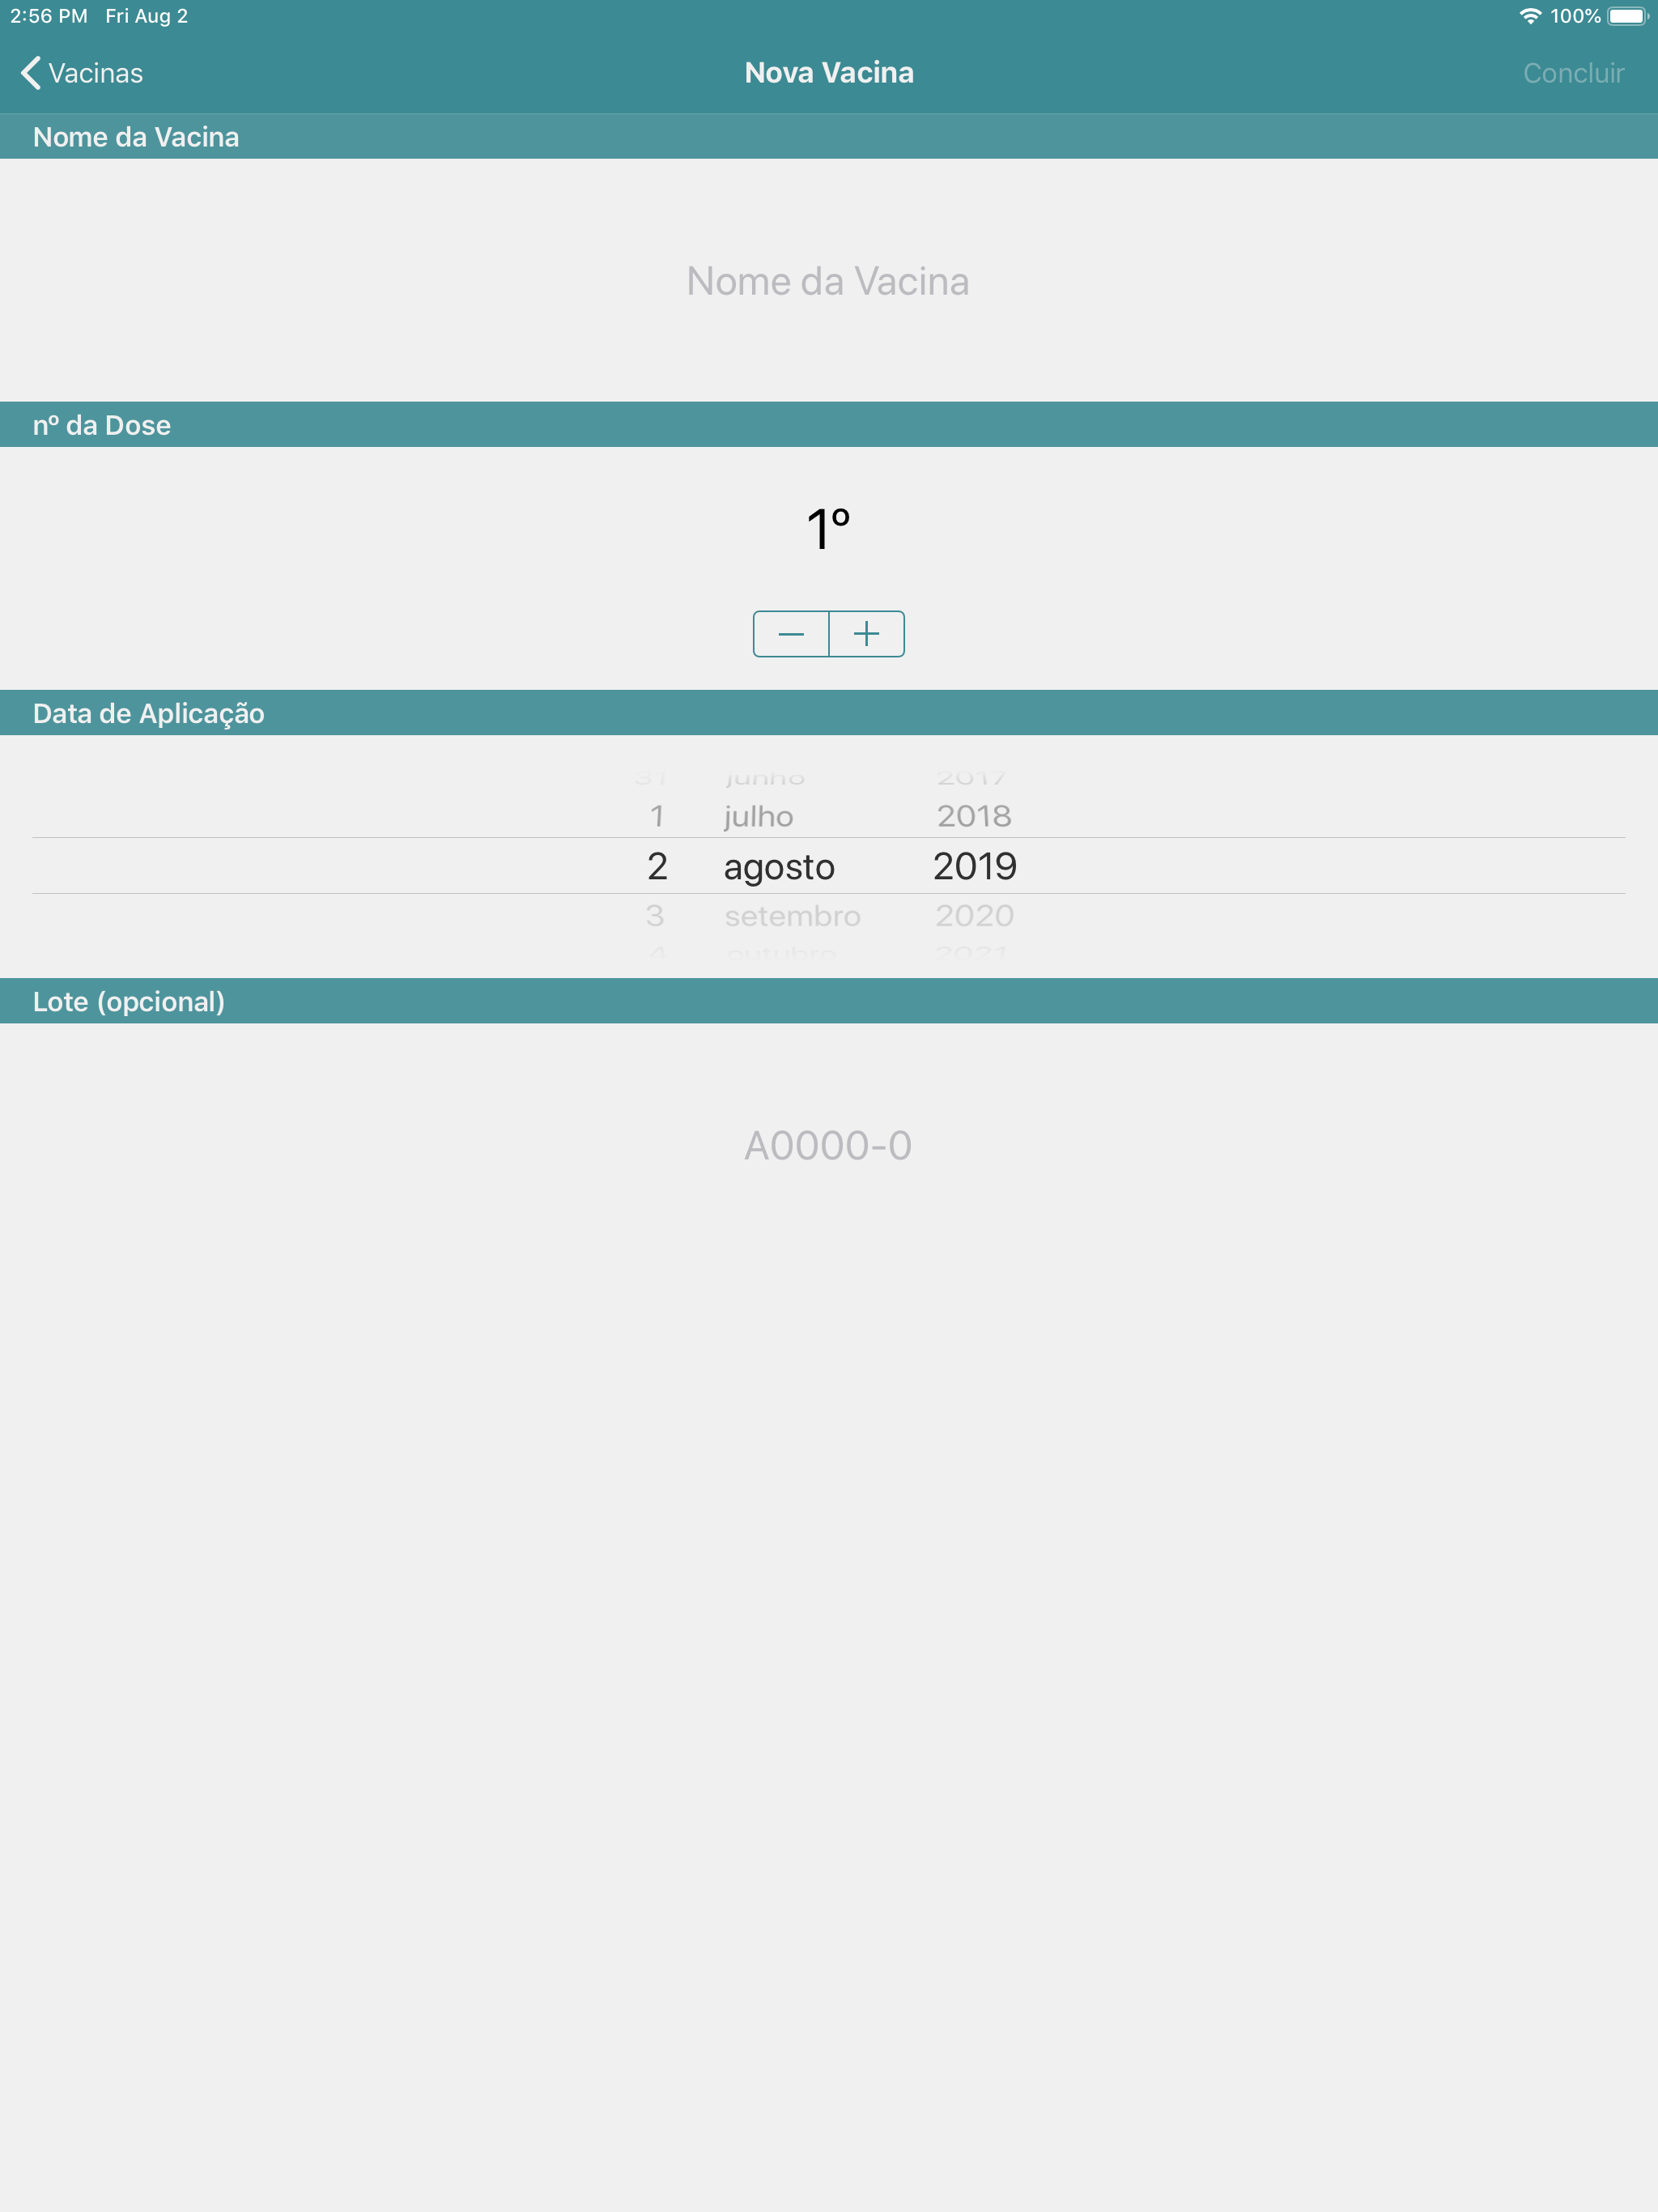 2:56 PM Fri Aug 2 100%
Vacinas Nova Vacina Concluir
Nome da Vacina
Nome da Vacina
nº da Dose
1º
Data de Aplicação
31 junho 2017
1 julho 2018
2 agosto 2019
3 setembro 2020
4 outubro 2021
Lote (opcional)
A0000-0